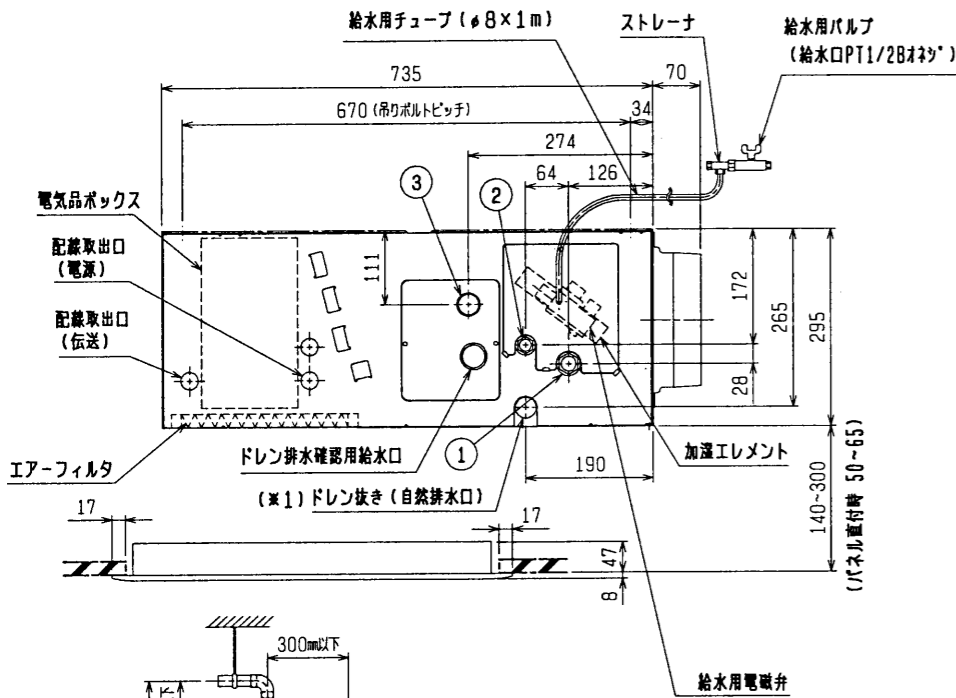 給水用チューブ(φ8×1m)
ストレーナ
給水用バルブ
(給水口PT1/2Bオネジ)
735
70
670(吊りボルトピッチ)
34
274
64
126
電気品ボックス
③
②
配線取出口
(電源)
111
172
265
295
配線取出口
(伝送)
28
エアーフィルタ
ドレン排水確認用給水口
①
加湿エレメント
(※1)ドレン抜き(自然排水口)
190
140~300
(パネル直付時 50~65)
17
17
47
8
300mm以下
給水用電磁弁